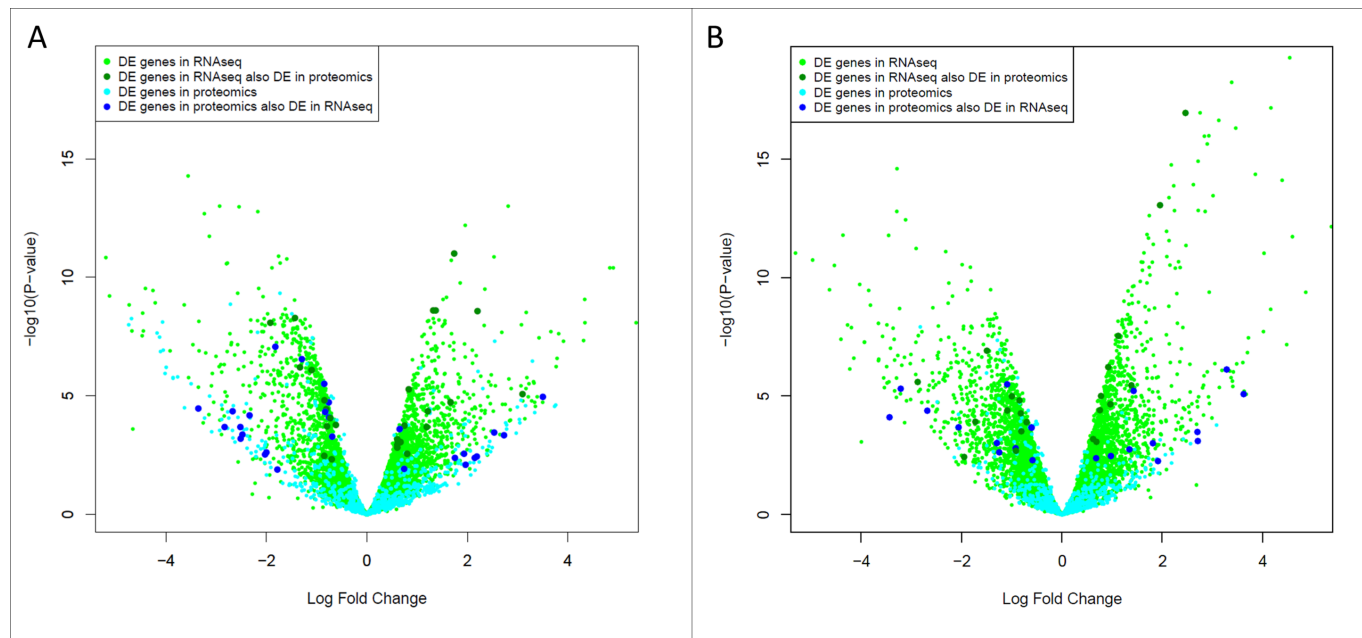 A
DE genes in RNAseq
DE genes in RNAseq also DE in proteomics
DE genes in proteomics
DE genes in proteomics also DE in RNAseq
15
10
5
0
−log10(P−value)
−4
−2
0
2
4
Log Fold Change
B
DE genes in RNAseq
DE genes in RNAseq also DE in proteomics
DE genes in proteomics
DE genes in proteomics also DE in RNAseq
15
10
5
0
−log10(P−value)
−4
−2
0
2
4
Log Fold Change